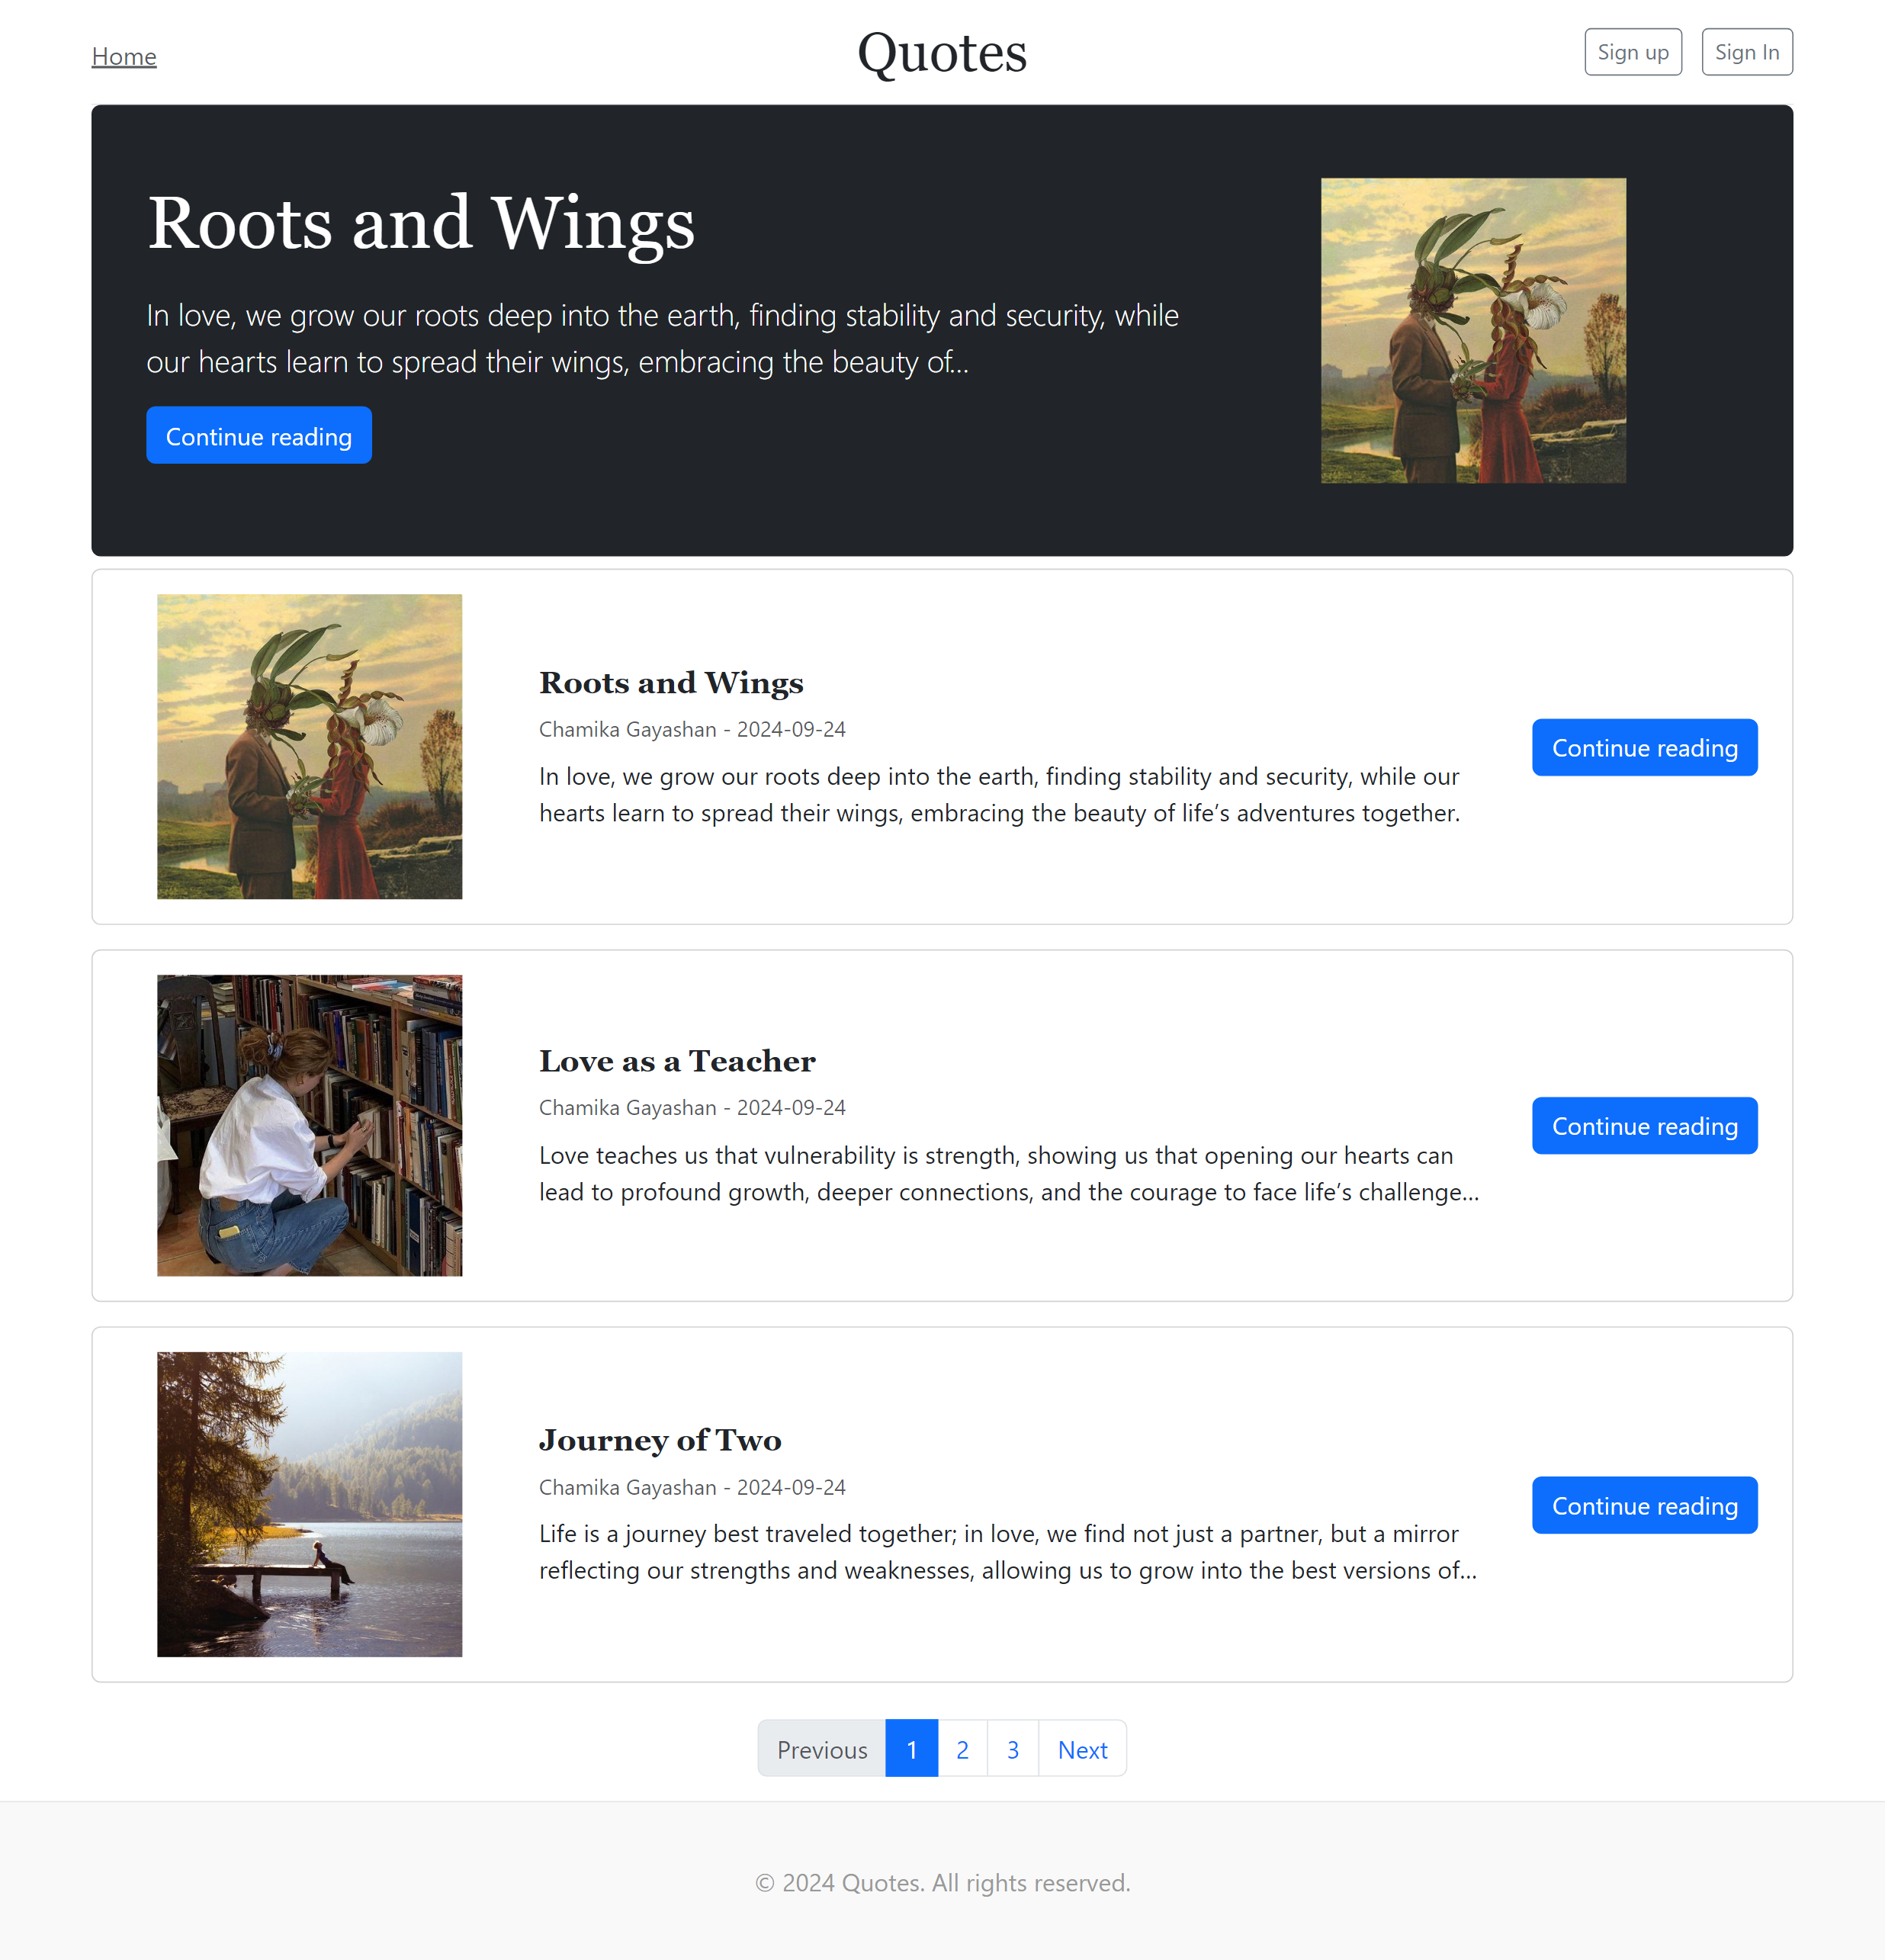 Home
Quotes
Sign up
Sign In
Roots and Wings
In love, we grow our roots deep into the earth, finding stability and security, while
our hearts learn to spread their wings, embracing the beauty of...
Continue reading
Roots and Wings
Chamika Gayashan - 2024-09-24
In love, we grow our roots deep into the earth, finding stability and security, while our
hearts learn to spread their wings, embracing the beauty of life’s adventures together.
Continue reading
Love as a Teacher
Chamika Gayashan - 2024-09-24
Love teaches us that vulnerability is strength, showing us that opening our hearts can
lead to profound growth, deeper connections, and the courage to face life’s challenge...
Continue reading
Journey of Two
Chamika Gayashan - 2024-09-24
Life is a journey best traveled together; in love, we find not just a partner, but a mirror
reflecting our strengths and weaknesses, allowing us to grow into the best versions of...
Continue reading
Previous 1 2 3 Next
© 2024 Quotes. All rights reserved.